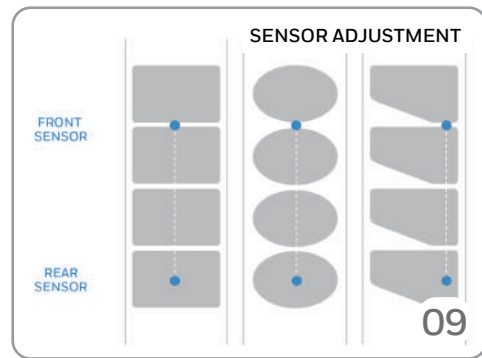 SENSOR ADJUSTMENT
FRONT
SENSOR
REAR
SENSOR
09